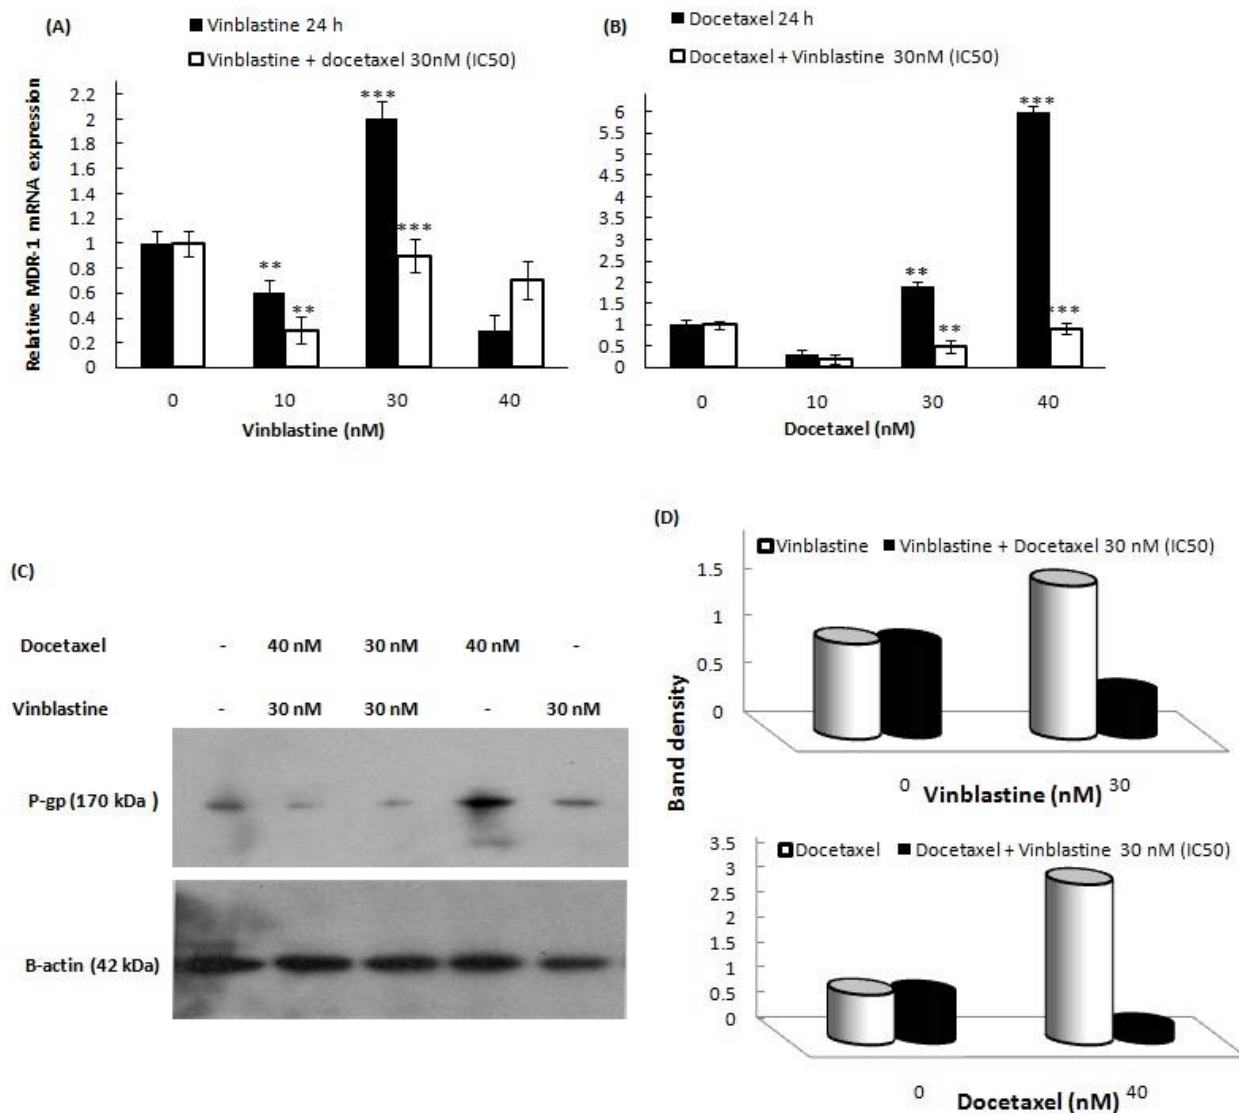 (A)
Vinblastine 24 h
Vinblastine + docetaxel 30nM (IC50)
Relative MDR-1 mRNA expression
2.2
2
1.8
1.6
1.4
1.2
1
0.8
0.6
0.4
0.2
0
**
**
***
***
0 10 30 40
Vinblastine (nM)
(B)
Docetaxel 24 h
Docetaxel + Vinblastine 30nM (IC50)
6
5.5
5
4.5
4
3.5
3
2.5
2
1.5
1
0.5
0
**
**
***
***
0 10 30 40
Docetaxel (nM)
(C)
Docetaxel - 40 nM 30 nM 40 nM -
Vinblastine - 30 nM 30 nM - 30 nM
P-gp (170 kDa )
B-actin (42 kDa)
(D)
Vinblastine Vinblastine + Docetaxel 30 nM (IC50)
Band density
1.5
1
0.5
0
0 30
Vinblastine (nM)
Docetaxel Docetaxel + Vinblastine 30 nM (IC50)
3.5
3
2.5
2
1.5
1
0.5
0
0 40
Docetaxel (nM)